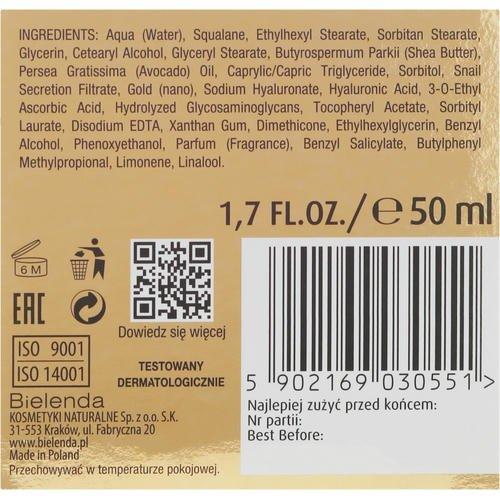 INGREDIENTS: Aqua (Water), Squalane, Ethylhexyl Stearate, Sorbitan Stearate,
Glycerin, Cetearyl Alcohol, Glyceryl Stearate, Butyrospermum Parkii (Shea Butter),
Persea Gratissima (Avocado) Oil, Caprylic/Capric Triglyceride, Sorbitol, Snail
Secretion Filtrate, Gold (nano), Sodium Hyaluronate, Hyaluronic Acid, 3-O-Ethyl
Ascorbic Acid, Hydrolyzed Glycosaminoglycans, Tocopheryl Acetate, Sorbityl
Laurate, Disodium EDTA, Xanthan Gum, Dimethicone, Ethylhexylglycerin, Benzyl
Alcohol, Phenoxyethanol, Parfum (Fragrance), Benzyl Salicylate, Butylphenyl
Methylpropional, Limonene, Linalool.
1,7 FL.OZ./℮ 50 ml
6 M
EAC
Dowiedz się więcej
ISO 9001
ISO 14001
TESTOWANY
DERMATOLOGICZNIE
Bielenda
KOSMETYKI NATURALNE Sp. z o.o. S.K.
31-553 Kraków, ul. Fabryczna 20
www.bielenda.pl
Made in Poland
Przechowywać w temperaturze pokojowej.
5 902169 030551 >
Najlepiej zużyć przed końcem:
Nr partii:
Best Before: